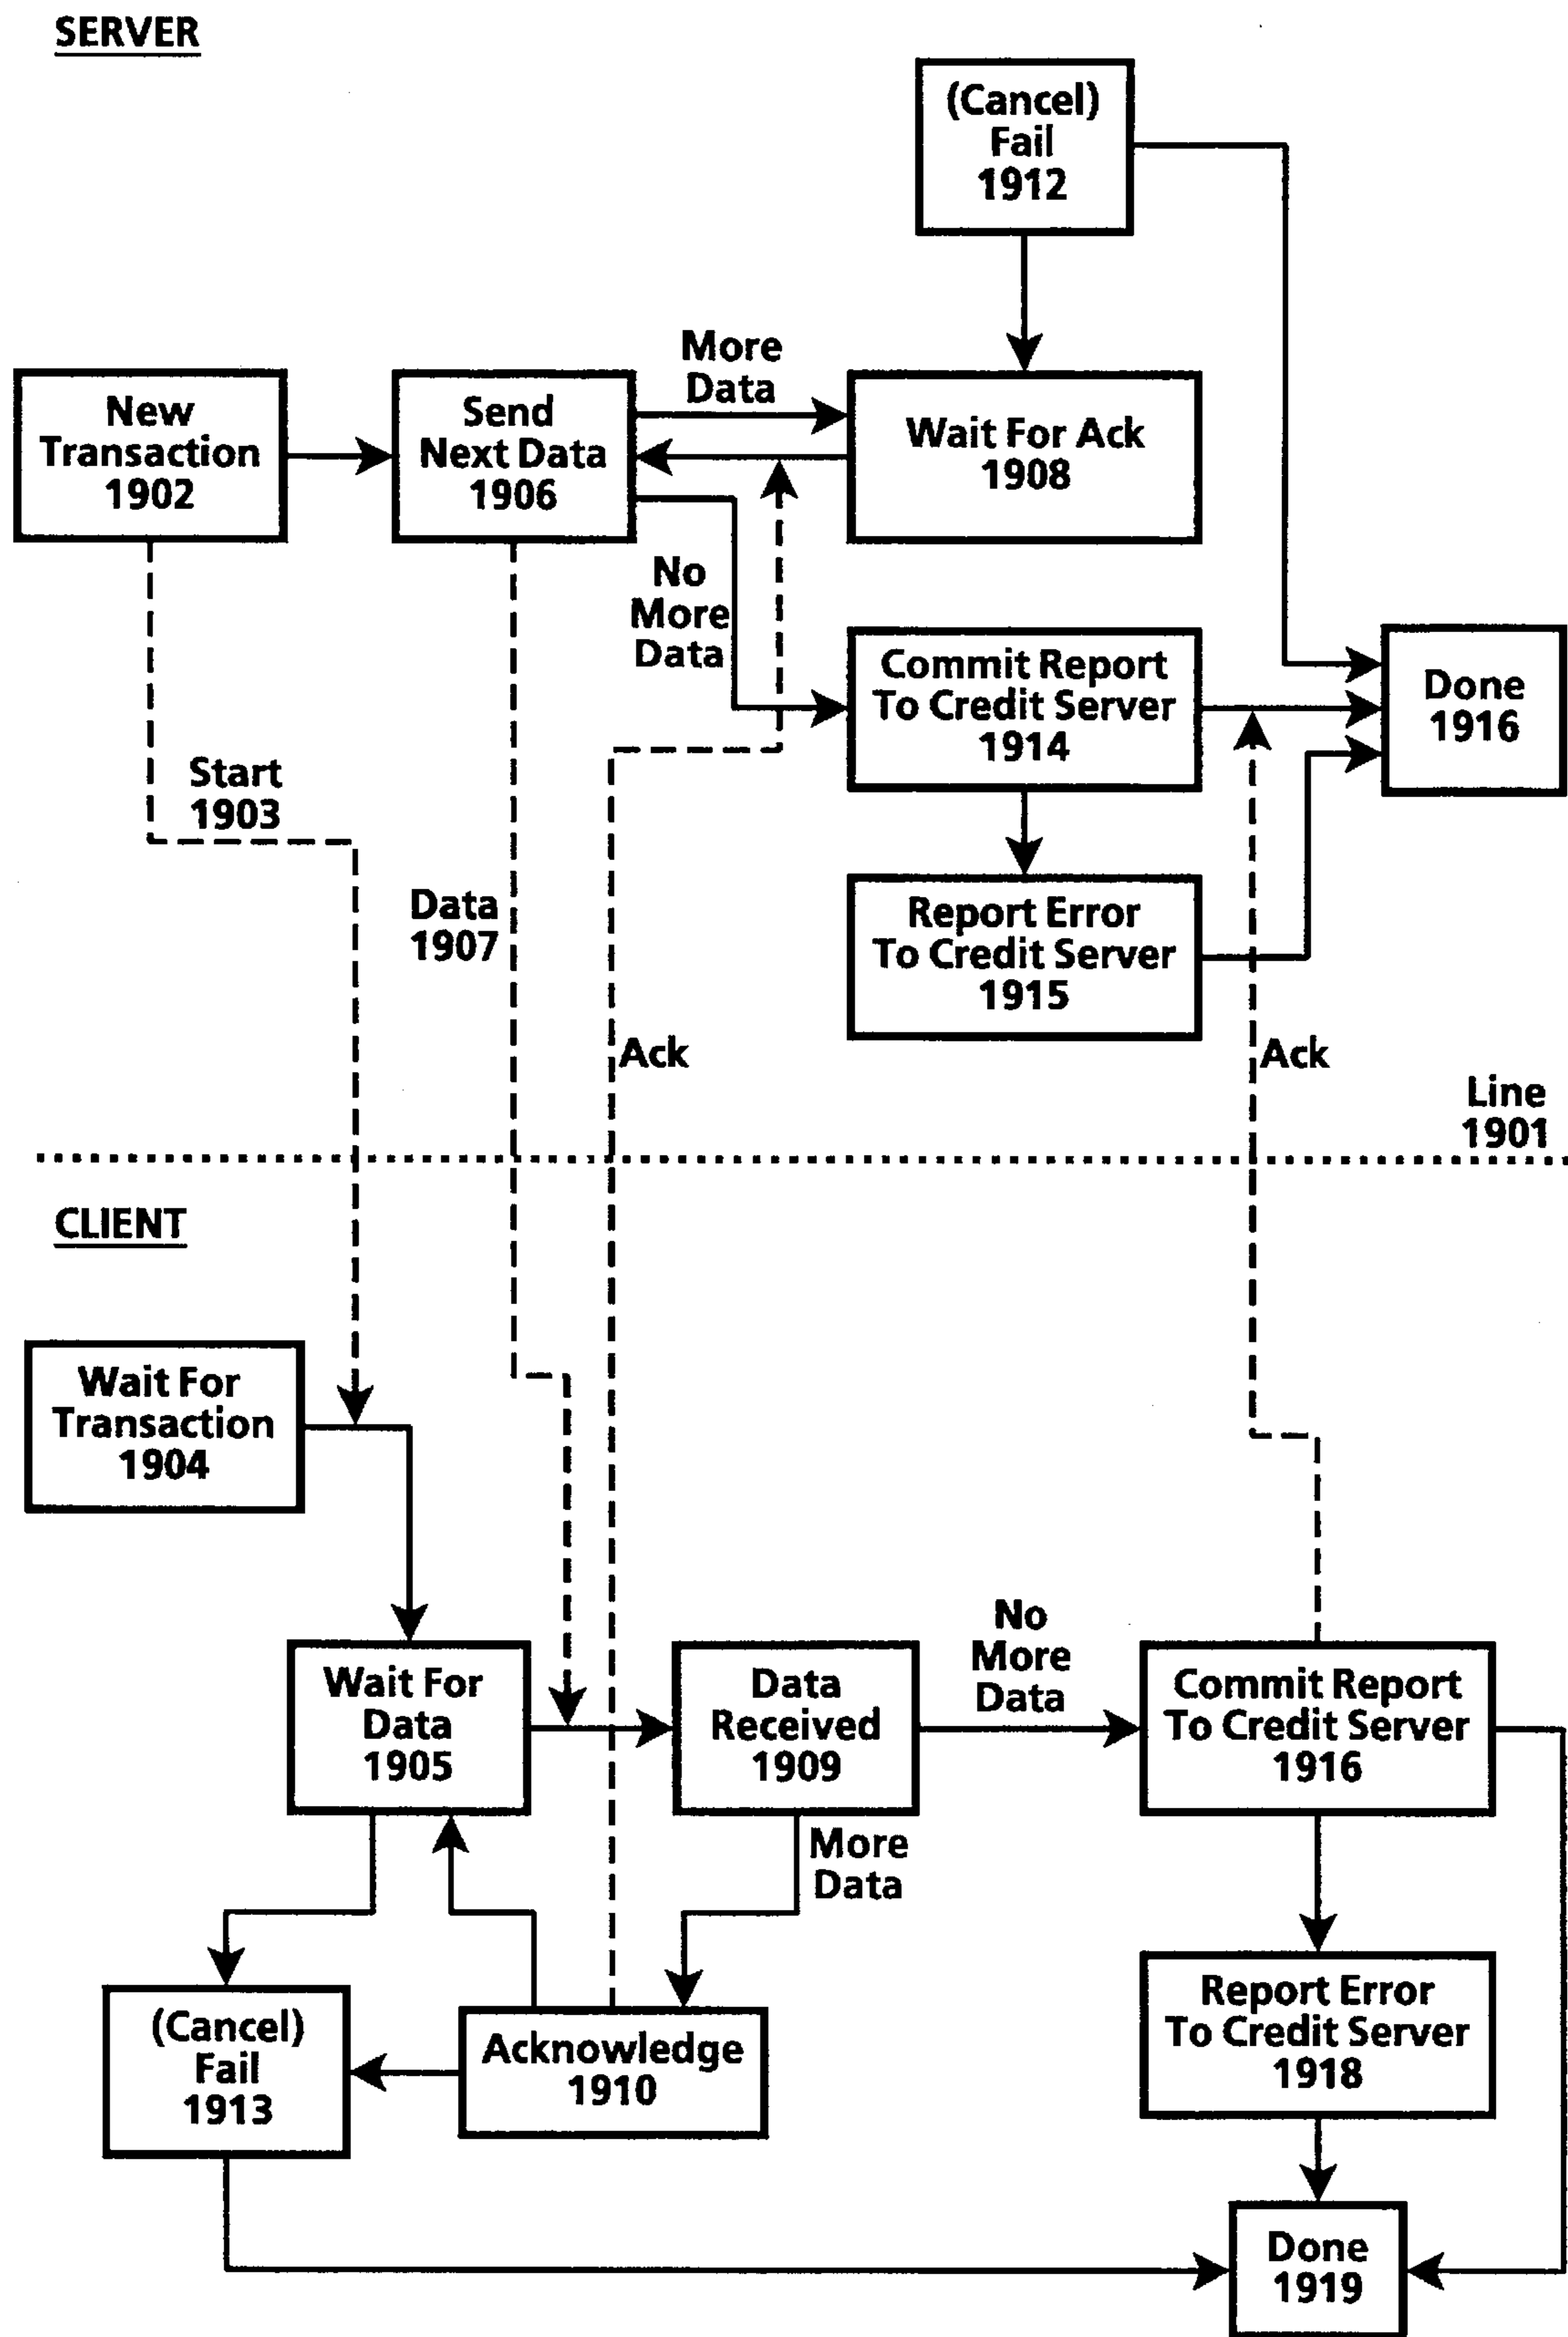 SERVER
(Cancel)
Fail
1912
More
Data
New
Transaction
1902
Send
Next Data
1906
Wait For Ack
1908
No
More
Data
Commit Report
To Credit Server
1914
Done
1916
Start
1903
Data
1907
Report Error
To Credit Server
1915
Ack
Ack
Line
1901
CLIENT
Wait For
Transaction
1904
Wait For
Data
1905
Data
Received
1909
No
More
Data
Commit Report
To Credit Server
1916
More
Data
(Cancel)
Fail
1913
Acknowledge
1910
Report Error
To Credit Server
1918
Done
1919